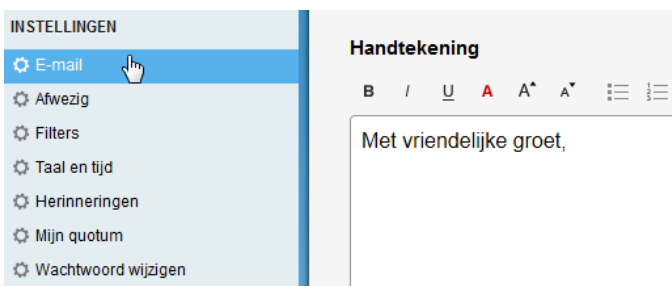 INSTELLINGEN
E-mail
Afwezig
Filters
Taal en tijd
Herinneringen
Mijn quotum
Wachtwoord wijzigen
Handtekening
B I U A A A
Met vriendelijke groet,